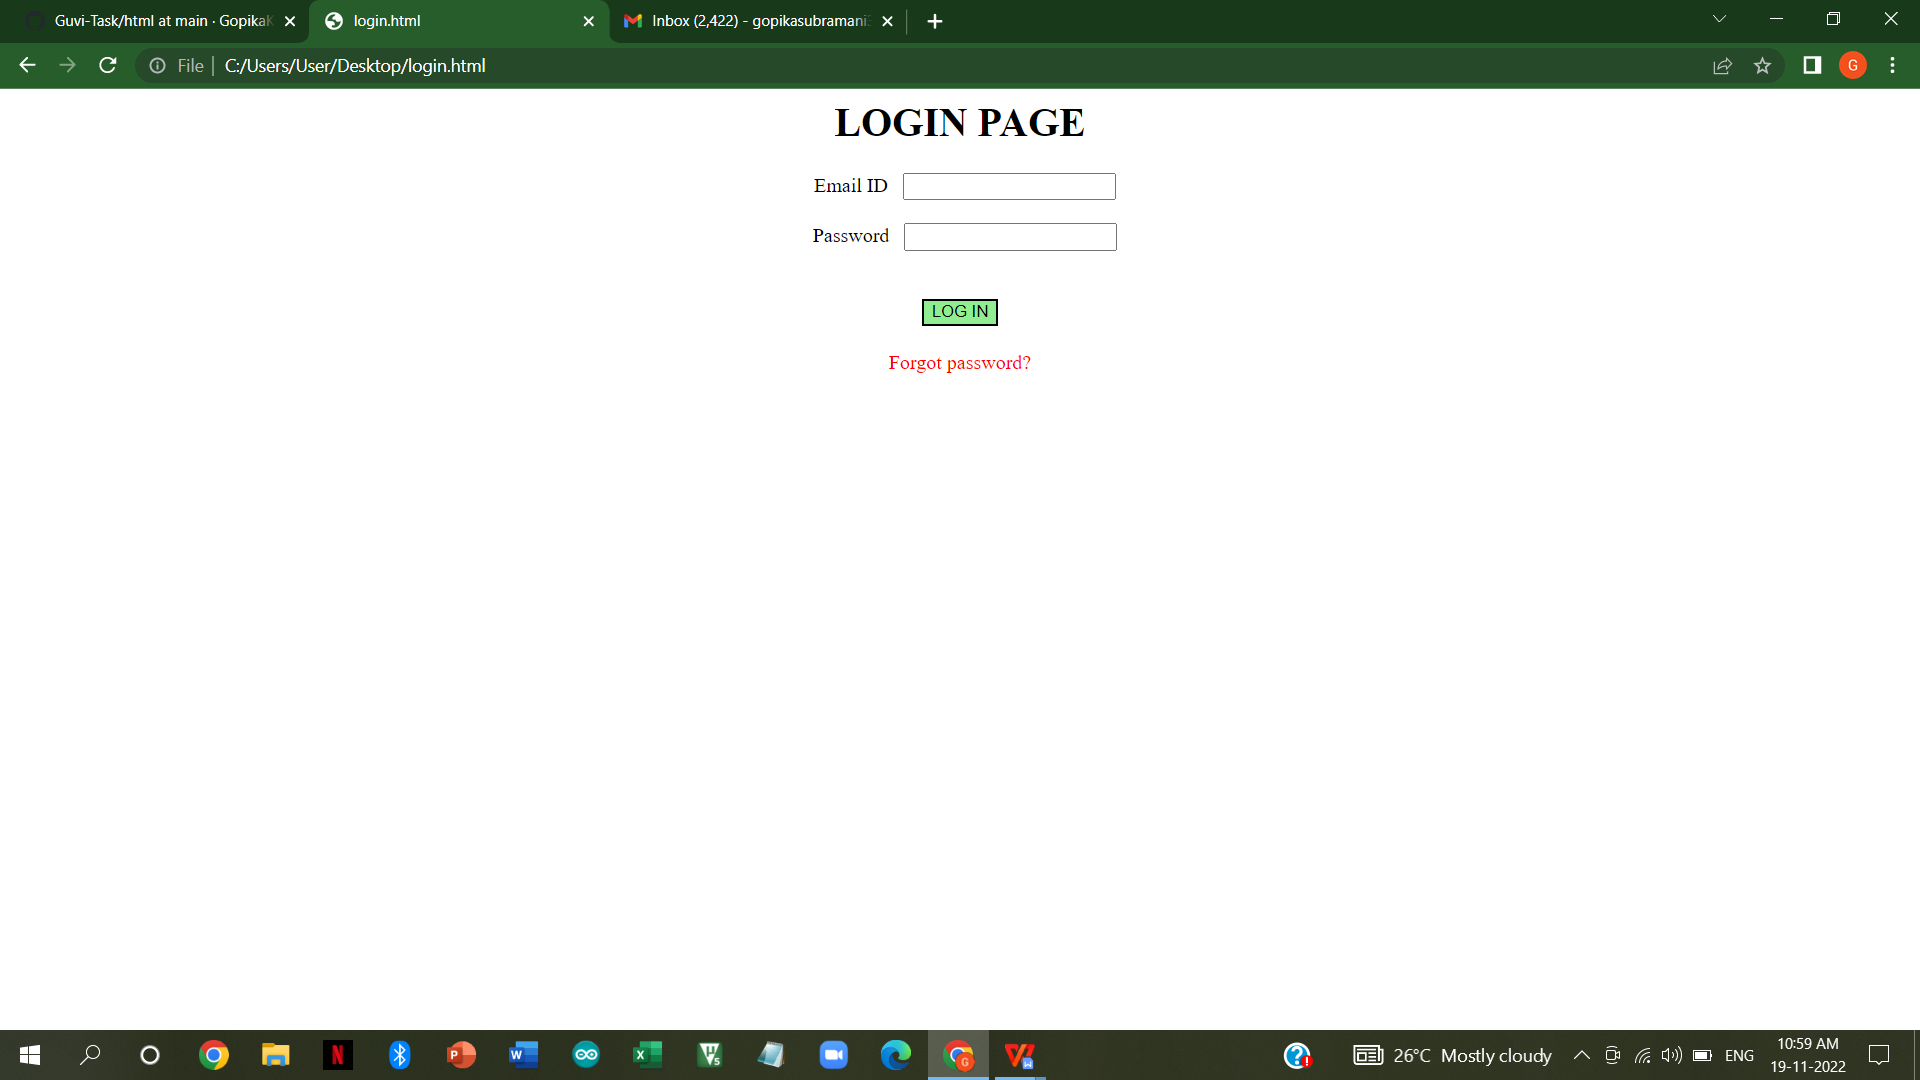 Guvi-Task/html at main · GopikaK
login.html
Inbox (2,422) - gopikasubramani
File
C:/Users/User/Desktop/login.html
G
LOGIN PAGE
Email ID
Password
LOG IN
Forgot password?
26°C Mostly cloudy
ENG
10:59 AM
19-11-2022